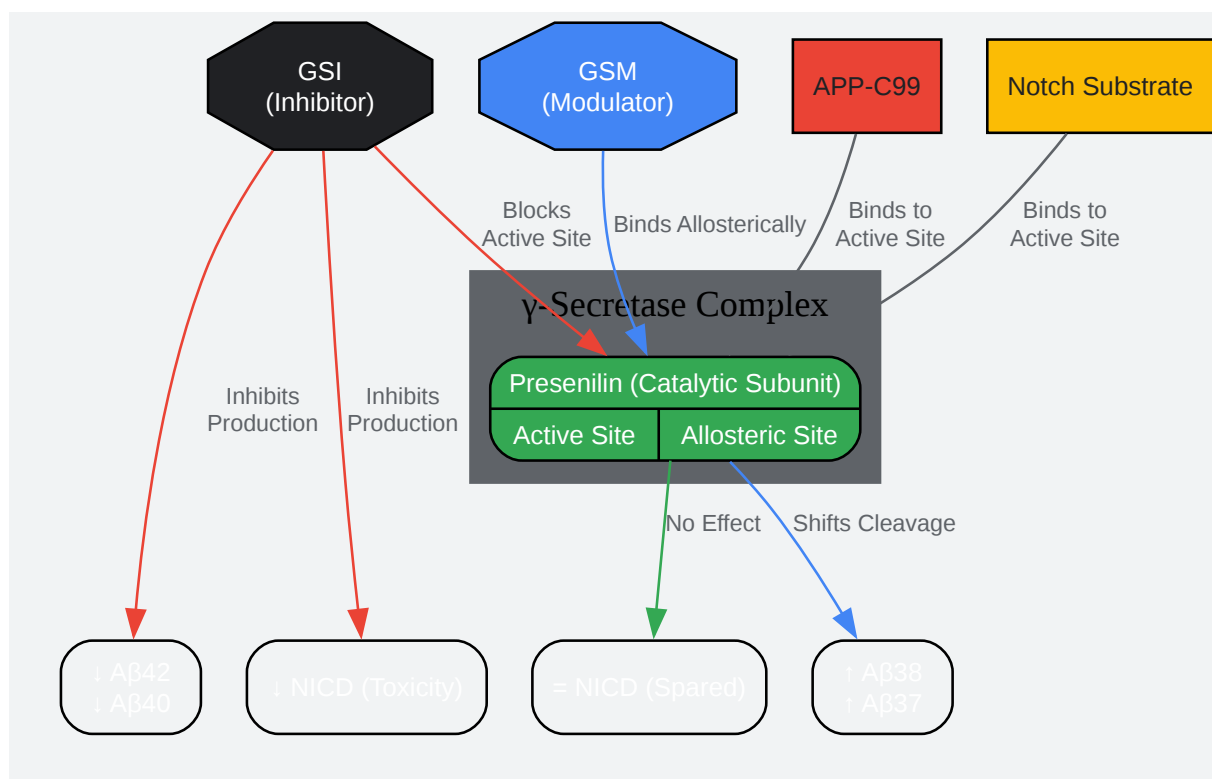 GSI
(Inhibitor)
GSM
(Modulator)
APP-C99
Notch Substrate
Blocks
Active Site
Binds Allosterically
Binds to
Active Site
Binds to
Active Site
γ-Secretase Complex
Presenilin (Catalytic Subunit)
Active Site
Allosteric Site
Inhibits
Production
Inhibits
Production
No Effect
Shifts Cleavage
↓ Aβ42
↓ Aβ40
↓ NICD (Toxicity)
= NICD (Spared)
↑ Aβ38
↑ Aβ37